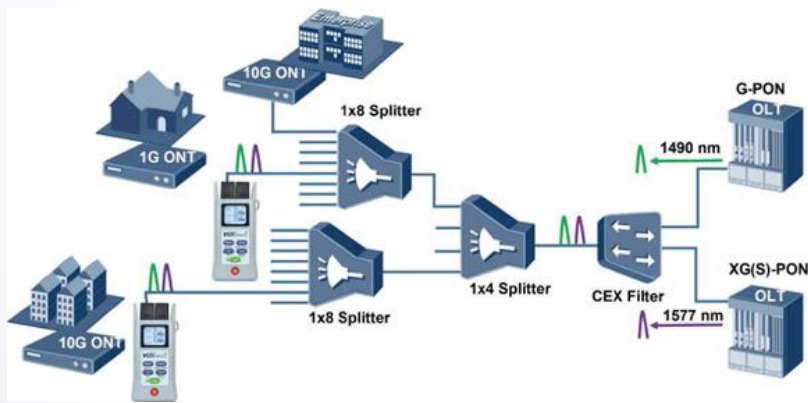 Enterprise
10G ONT
1G ONT
1x8 Splitter
G-PON
OLT
1490 nm
1x8 Splitter
1x4 Splitter
CEX Filter
XG(S)-PON
OLT
1577 nm
10G ONT